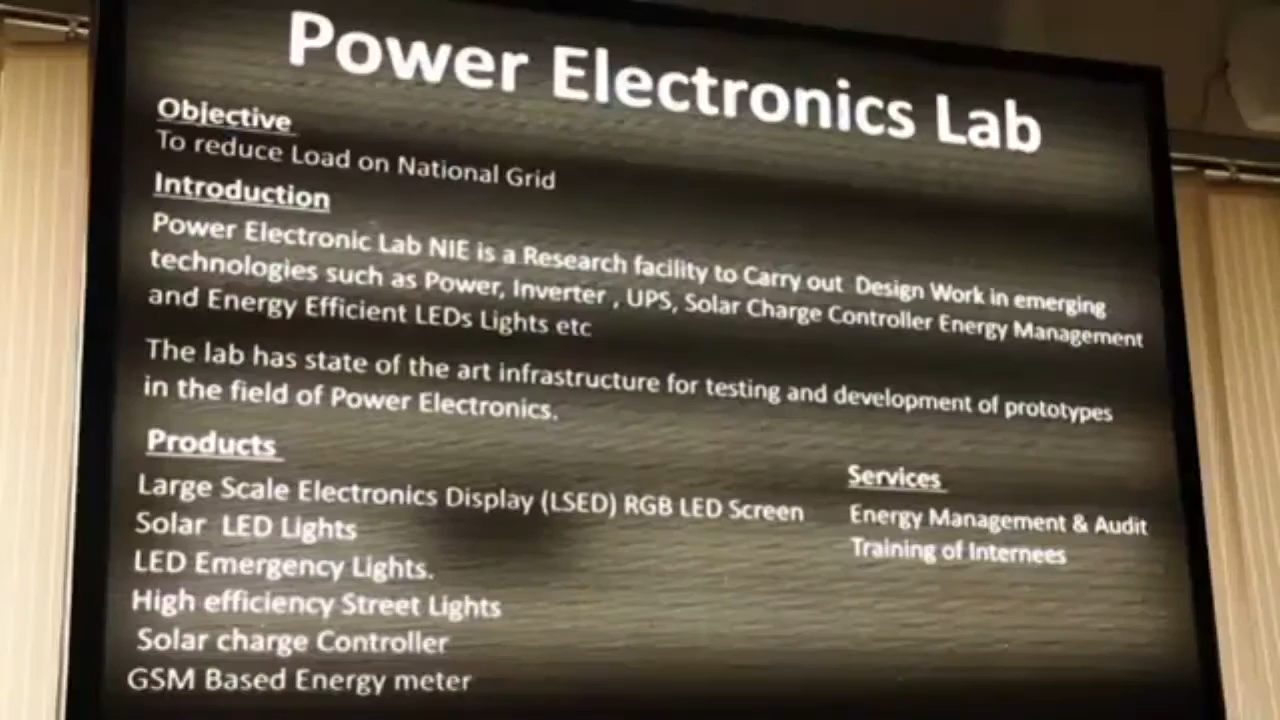 Power Electronics Lab
Objective
To reduce Load on National Grid
Introduction
Power Electronic Lab NIE is a Research facility to Carry out Design Work in emerging
technologies such as Power, Inverter , UPS, Solar Charge Controller Energy Management
and Energy Efficient LEDs Lights etc
The lab has state of the art infrastructure for testing and development of prototypes
in the field of Power Electronics.
Products
Large Scale Electronics Display (LSED) RGB LED Screen
Solar LED Lights
LED Emergency Lights.
High efficiency Street Lights
Solar charge Controller
GSM Based Energy meter
Services
Energy Management & Audit
Training of Internees